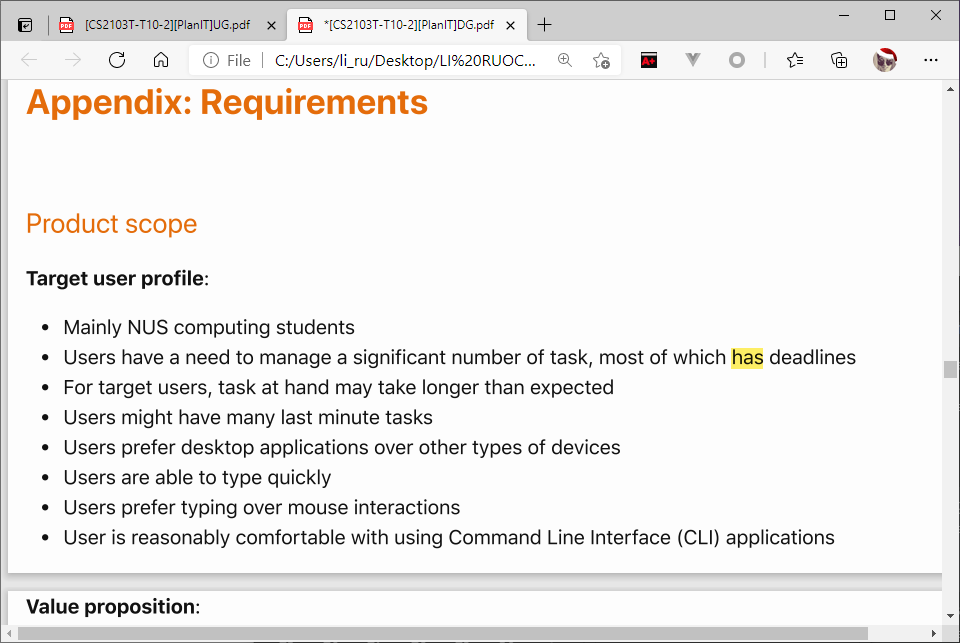 [CS2103T-T10-2][PlanIT]UG.pdf
*[CS2103T-T10-2][PlanIT]DG.pdf
File
C:/Users/li_ru/Desktop/LI%20RUOC...
A+
Appendix: Requirements
Product scope
Target user profile:
• Mainly NUS computing students
• Users have a need to manage a significant number of task, most of which has deadlines
• For target users, task at hand may take longer than expected
• Users might have many last minute tasks
• Users prefer desktop applications over other types of devices
• Users are able to type quickly
• Users prefer typing over mouse interactions
• User is reasonably comfortable with using Command Line Interface (CLI) applications
Value proposition: